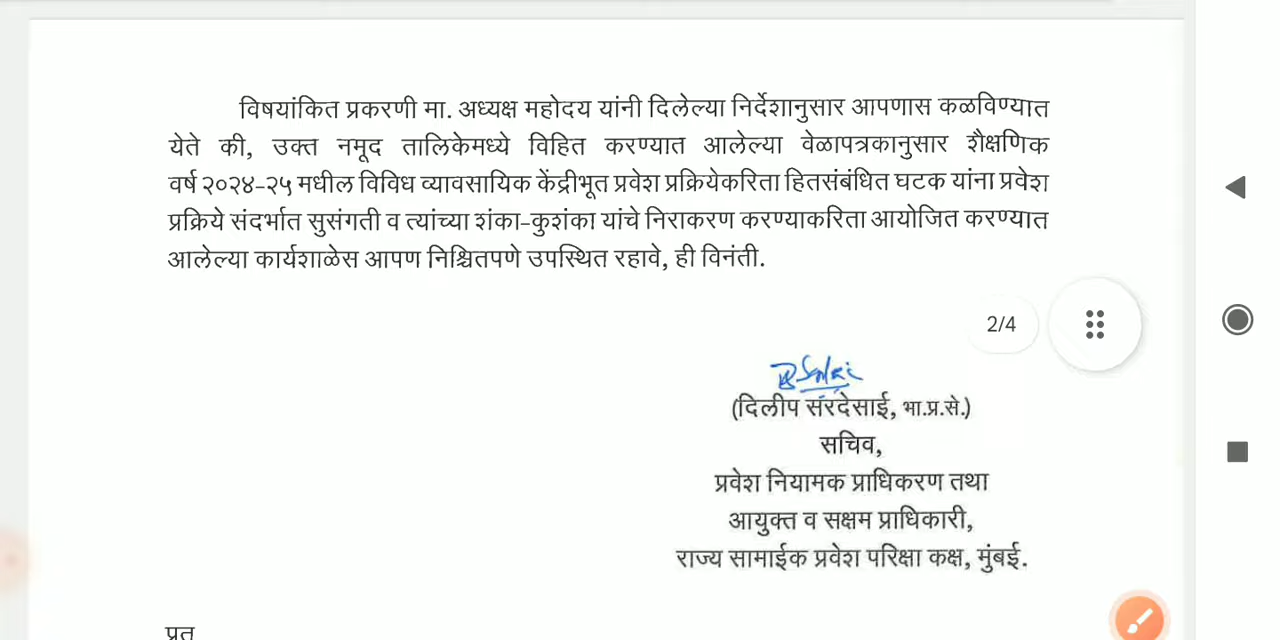 विषयांकित प्रकरणी मा. अध्यक्ष महोदय यांनी दिलेल्या निर्देशानुसार आपणास कळविण्यात
येते की, उक्त नमूद तालिकेमध्ये विहित करण्यात आलेल्या वेळापत्रकानुसार शैक्षणिक
वर्ष २०२४-२५ मधील विविध व्यावसायिक केंद्रीभूत प्रवेश प्रक्रियेकरिता हितसंबंधित घटक यांना प्रवेश
प्रक्रिये संदर्भात सुसंगती व त्यांच्या शंका-कुशंका यांचे निराकरण करण्याकरिता आयोजित करण्यात
आलेल्या कार्यशाळेस आपण निश्चितपणे उपस्थित रहावे, ही विनंती.
2/4
(दिलीप सरदेसाई, भा.प्र.से.)
सचिव,
प्रवेश नियामक प्राधिकरण तथा
आयुक्त व सक्षम प्राधिकारी,
राज्य सामाईक प्रवेश परिक्षा कक्ष, मुंबई.
प्रत